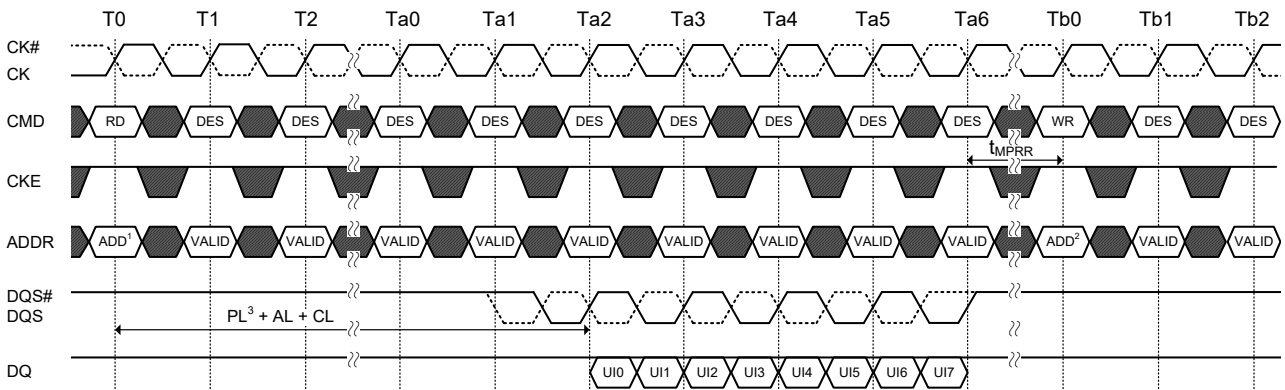 T0 T1 T2 Ta0 Ta1 Ta2 Ta3 Ta4 Ta5 Ta6 Tb0 Tb1 Tb2
CK#
CK
CMD RD DES DES DES DES DES DES DES DES DES WR DES DES
tMPRR
CKE
ADDR ADD¹ VALID VALID VALID VALID VALID VALID VALID VALID VALID ADD² VALID VALID
DQS#
DQS
PL³ + AL + CL
DQ UI0 UI1 UI2 UI3 UI4 UI5 UI6 UI7